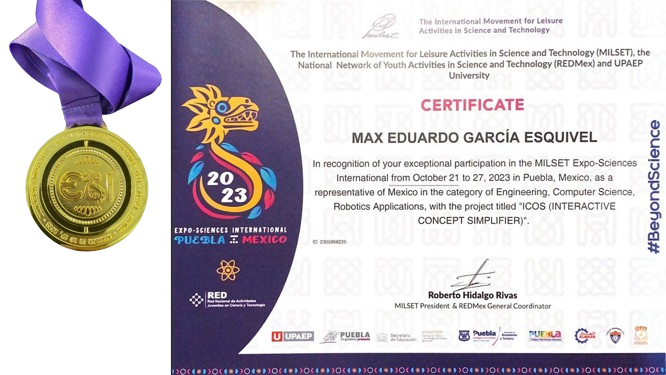 ESI
The International Movement for Leisure
Activities in Science and Technology
The International Movement for Leisure Activities in Science and Technology (MILSET), the
National Network of Youth Activities in Science and Technology (REDMex) and UPAEP
University
CERTIFICATE
MAX EDUARDO GARCÍA ESQUIVEL
In recognition of your exceptional participation in the MILSET Expo-Sciences
International from October 21 to 27, 2023 in Puebla, Mexico, as a
representative of Mexico in the category of Engineering, Computer Science,
Robotics Applications, with the project titled "ICOS (INTERACTIVE
CONCEPT SIMPLIFIER)".
20
23
EXPO-SCIENCES INTERNATIONAL
PUEBLA MEXICO
#BeyondScience
RED
Red Nacional de Actividades
Juveniles en Ciencia y Tecnología
Roberto Hidalgo Rivas
MILSET President & REDMex General Coordinator
UPAEP
PUEBLA
Secretaría
de Educación
Puebla
PUEBLA